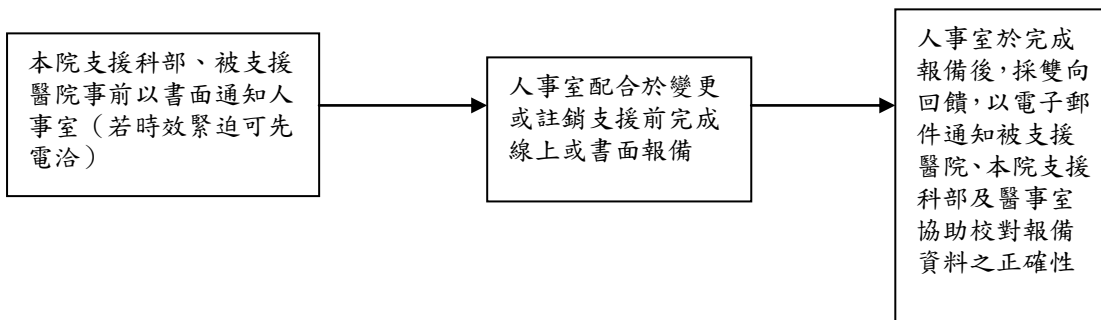 本院支援科部、被支援
醫院事前以書面通知人
事室（若時效緊迫可先
電洽）
人事室配合於變更
或註銷支援前完成
線上或書面報備
人事室於完成
報備後，採雙向
回饋，以電子郵
件通知被支援
醫院、本院支援
科部及醫事室
協助校對報備
資料之正確性